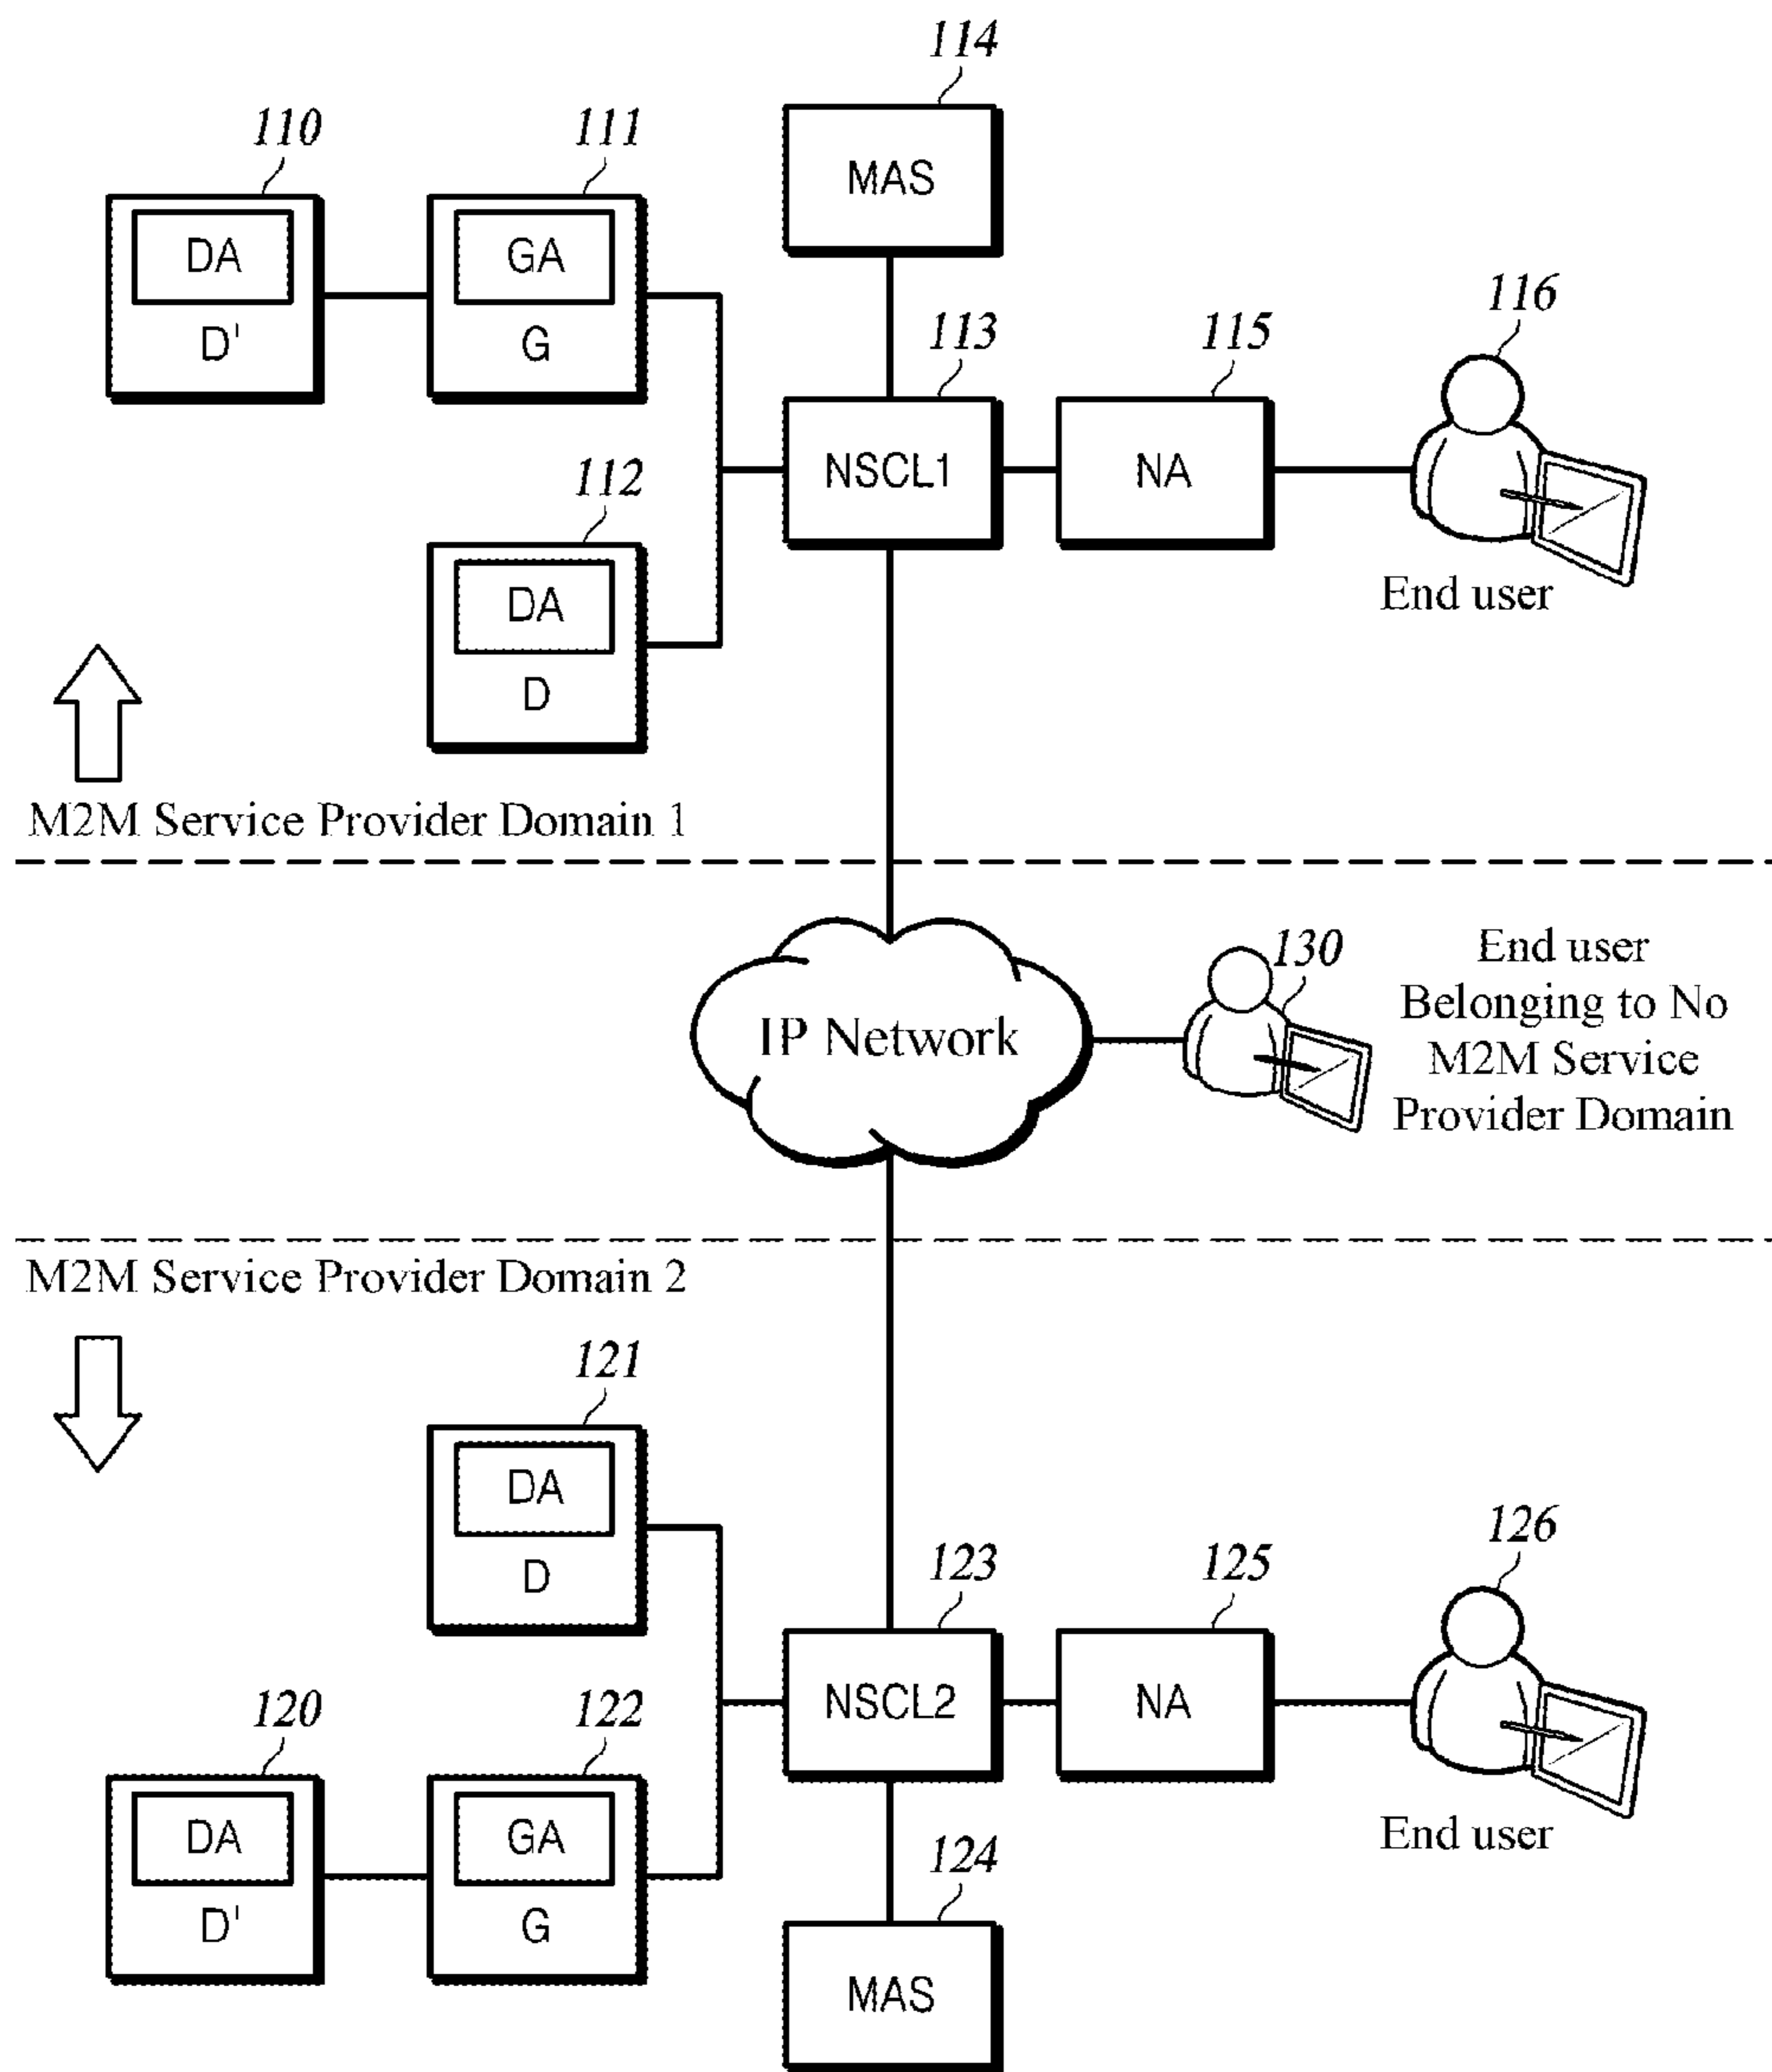 114
110
111
MAS
DA
GA
D'
G
116
113
115
NSCL1
NA
112
DA
D
End user
M2M Service Provider Domain 1
130
End user
Belonging to No
M2M Service
Provider Domain
IP Network
M2M Service Provider Domain 2
121
DA
D
126
123
125
NSCL2
NA
120
122
DA
GA
D'
G
End user
124
MAS